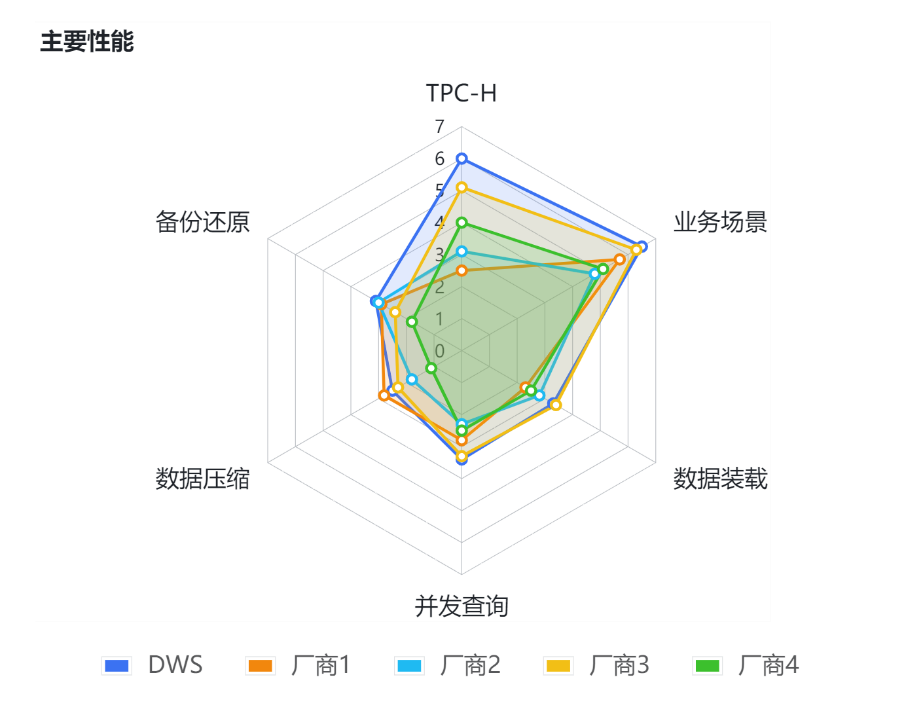 主要性能
TPC-H
7
6
5
4
3
2
1
0
备份还原
业务场景
数据压缩
数据装载
并发查询
DWS 厂商1 厂商2 厂商3 厂商4